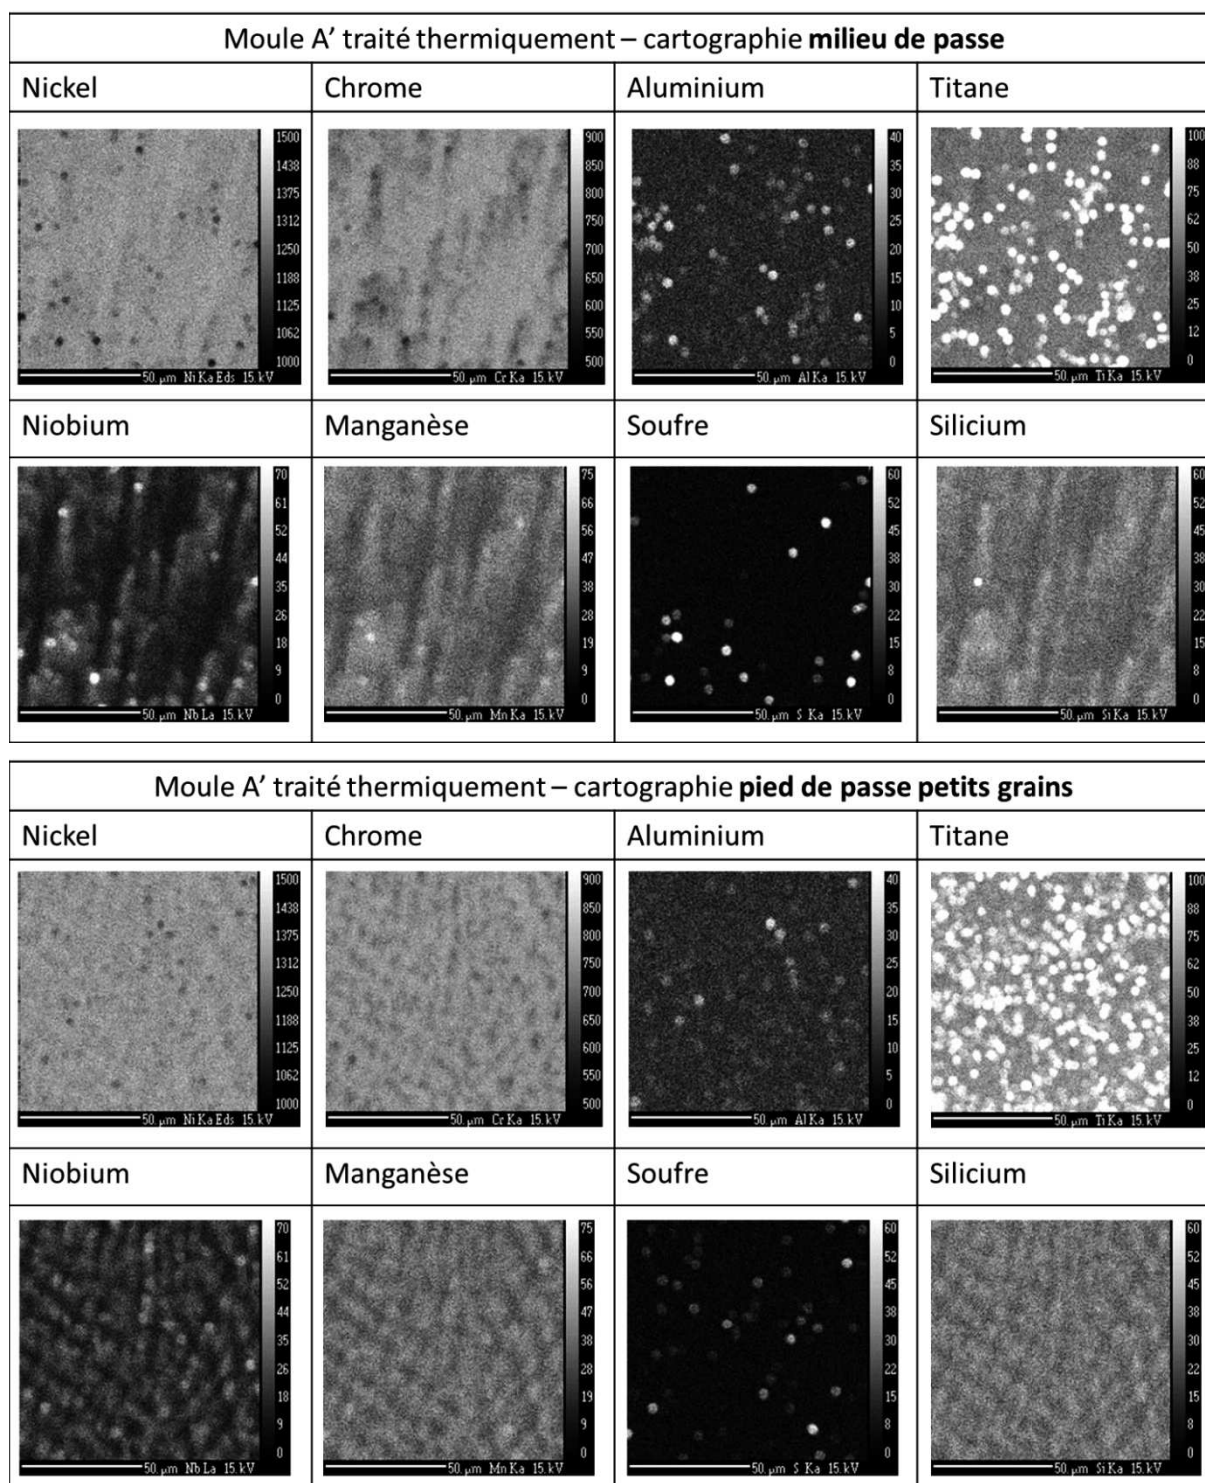 Moule A’ traité thermiquement – cartographie milieu de passe
Nickel Chrome Aluminium Titane
1500 900 40 100
1438 850 35 88
1375 800 30 75
1312 750 25 62
1250 700 20 50
1188 650 15 38
1125 600 10 25
1062 550 5 12
1000 500 0 0
50. µm Ni Ka Eds 15. kV 50. µm Cr Ka 15. kV 50. µm Al Ka 15. kV 50. µm Ti Ka 15. kV
Niobium Manganèse Soufre Silicium
70 75 60 60
61 66 52 52
52 56 45 45
44 47 38 38
35 38 30 30
26 28 22 22
18 19 15 15
9 9 8 8
0 0 0 0
50. µm Nb La 15. kV 50. µm Mn Ka 15. kV 50. µm S Ka 15. kV 50. µm Si Ka 15. kV
Moule A’ traité thermiquement – cartographie pied de passe petits grains
Nickel Chrome Aluminium Titane
1500 900 40 100
1438 850 35 88
1375 800 30 75
1312 750 25 62
1250 700 20 50
1188 650 15 38
1125 600 10 25
1062 550 5 12
1000 500 0 0
50. µm Ni Ka Eds 15. kV 50. µm Cr Ka 15. kV 50. µm Al Ka 15. kV 50. µm Ti Ka 15. kV
Niobium Manganèse Soufre Silicium
70 75 60 60
61 66 52 52
52 56 45 45
44 47 38 38
35 38 30 30
26 28 22 22
18 19 15 15
9 9 8 8
0 0 0 0
50. µm Nb La 15. kV 50. µm Mn Ka 15. kV 50. µm S Ka 15. kV 50. µm Si Ka 15. kV